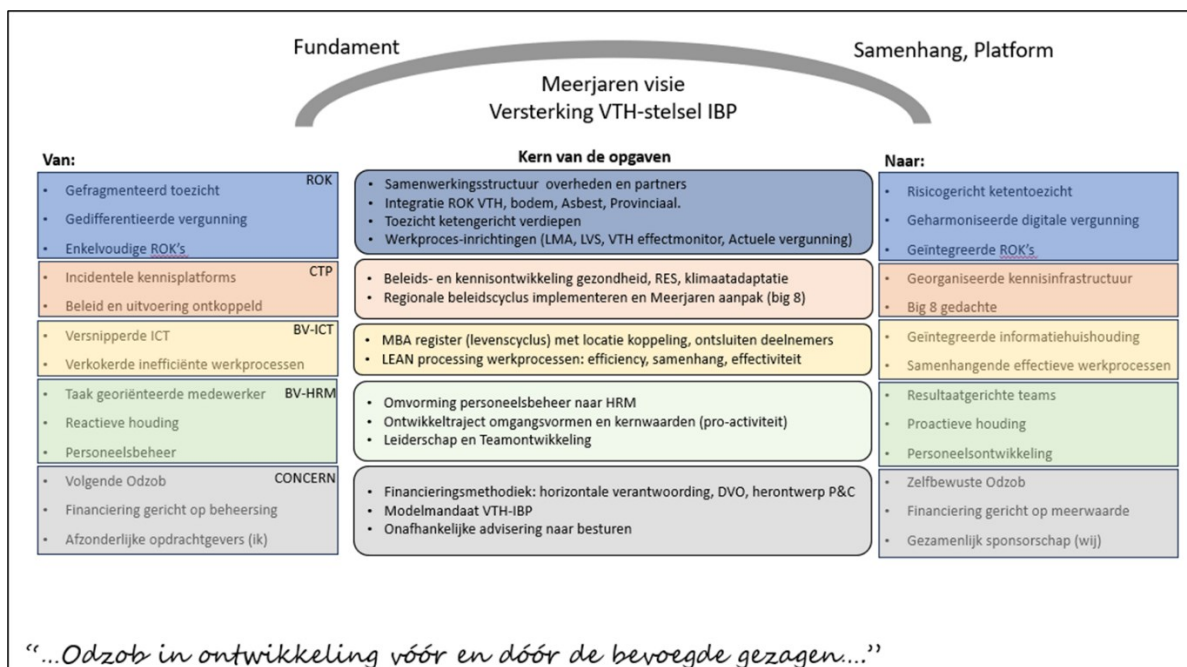 Fundament
Samenhang, Platform
Meerjaren visie
Versterking VTH-stelsel IBP
Van:
ROK
• Gefragmenteerd toezicht
• Gedifferentieerde vergunning
• Enkelvoudige ROK's
CTP
• Incidentele kennisplatforms
• Beleid en uitvoering ontkoppeld
BV-ICT
• Versnipperde ICT
• Verkokerde inefficiënte werkprocessen
BV-HRM
• Taak georiënteerde medewerker
• Reactieve houding
• Personeelsbeheer
CONCERN
• Volgende Odzob
• Financiering gericht op beheersing
• Afzonderlijke opdrachtgevers (ik)
Kern van de opgaven
• Samenwerkingsstructuur overheden en partners
• Integratie ROK VTH, bodem, Asbest, Provinciaal.
• Toezicht ketengericht verdiepen
• Werkproces-inrichtingen (LMA, LVS, VTH effectmonitor, Actuele vergunning)
• Beleids- en kennisontwikkeling gezondheid, RES, klimaatadaptatie
• Regionale beleidscyclus implementeren en Meerjaren aanpak (big 8)
• MBA register (levenscyclus) met locatie koppeling, ontsluiten deelnemers
• LEAN processing werkprocessen: efficiency, samenhang, effectiviteit
• Omvorming personeelsbeheer naar HRM
• Ontwikkeltraject omgangsvormen en kernwaarden (pro-activiteit)
• Leiderschap en Teamontwikkeling
• Financieringsmethodiek: horizontale verantwoording, DVO, herontwerp P&C
• Modelmandaat VTH-IBP
• Onafhankelijke advisering naar besturen
Naar:
• Risicogericht ketentoezicht
• Geharmoniseerde digitale vergunning
• Geïntegreerde ROK's
• Georganiseerde kennisinfrastructuur
• Big 8 gedachte
• Geïntegreerde informatiehuishouding
• Samenhangende effectieve werkprocessen
• Resultaatgerichte teams
• Proactieve houding
• Personeelsontwikkeling
• Zelfbewuste Odzob
• Financiering gericht op meerwaarde
• Gezamenlijk sponsorschap (wij)
“...Odzob in ontwikkeling vóór en dóór de bevoegde gezagen....”